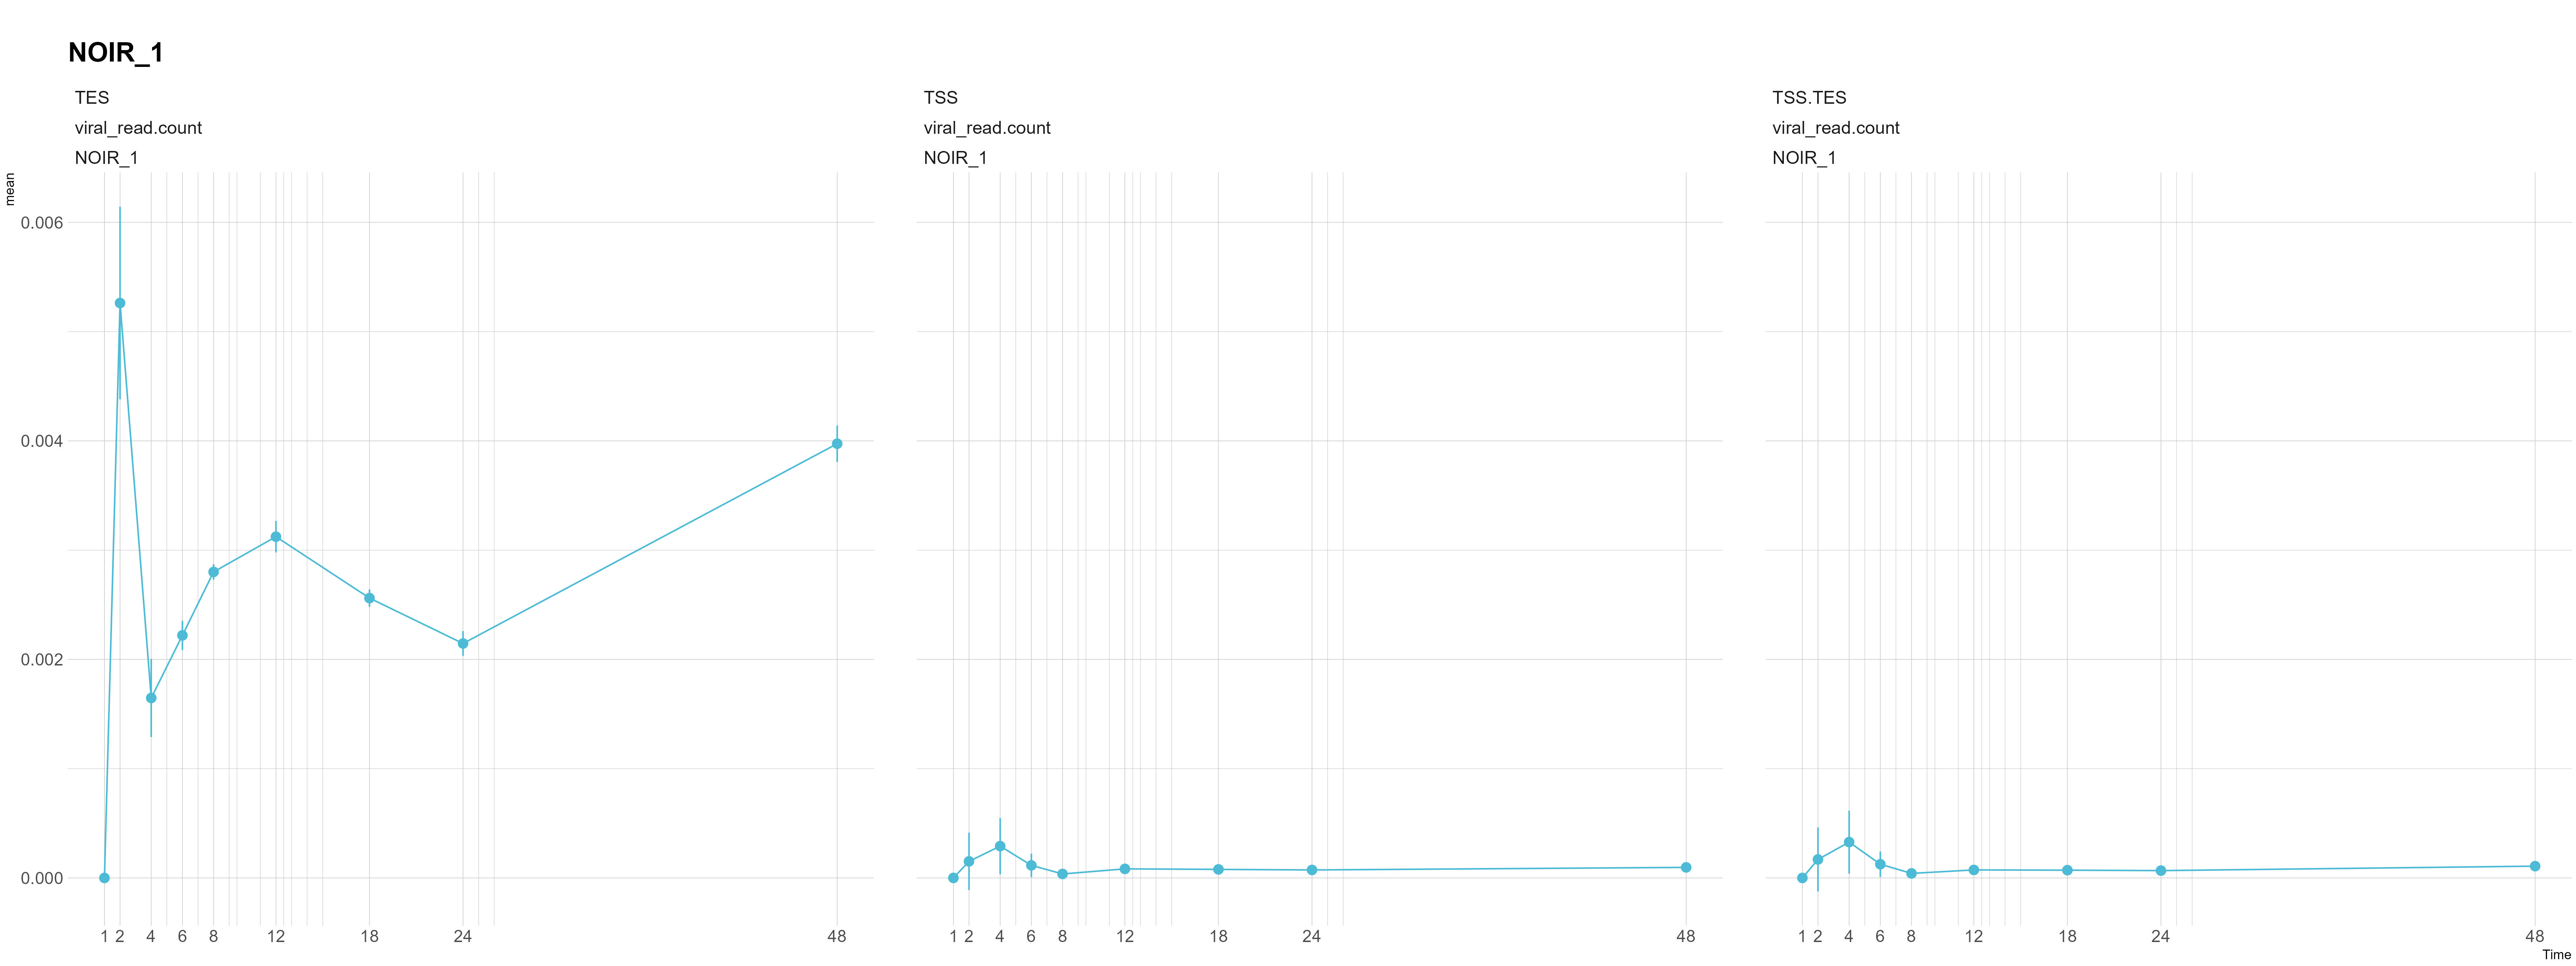 NOIR_1
TES
viral_read.count
NOIR_1
TSS
viral_read.count
NOIR_1
TSS.TES
viral_read.count
NOIR_1
mean
0.006
0.004
0.002
0.000
1 2 4 6 8 12 18 24 48
1 2 4 6 8 12 18 24 48
1 2 4 6 8 12 18 24 48
Time